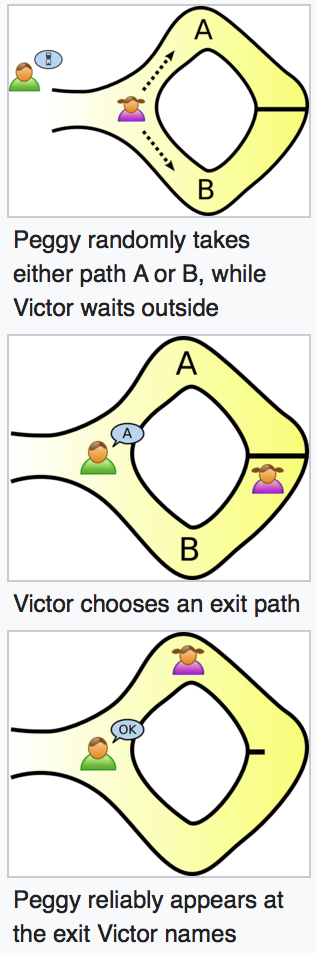 A
B
Peggy randomly takes
either path A or B, while
Victor waits outside
A
A
B
Victor chooses an exit path
OK
Peggy reliably appears at
the exit Victor names